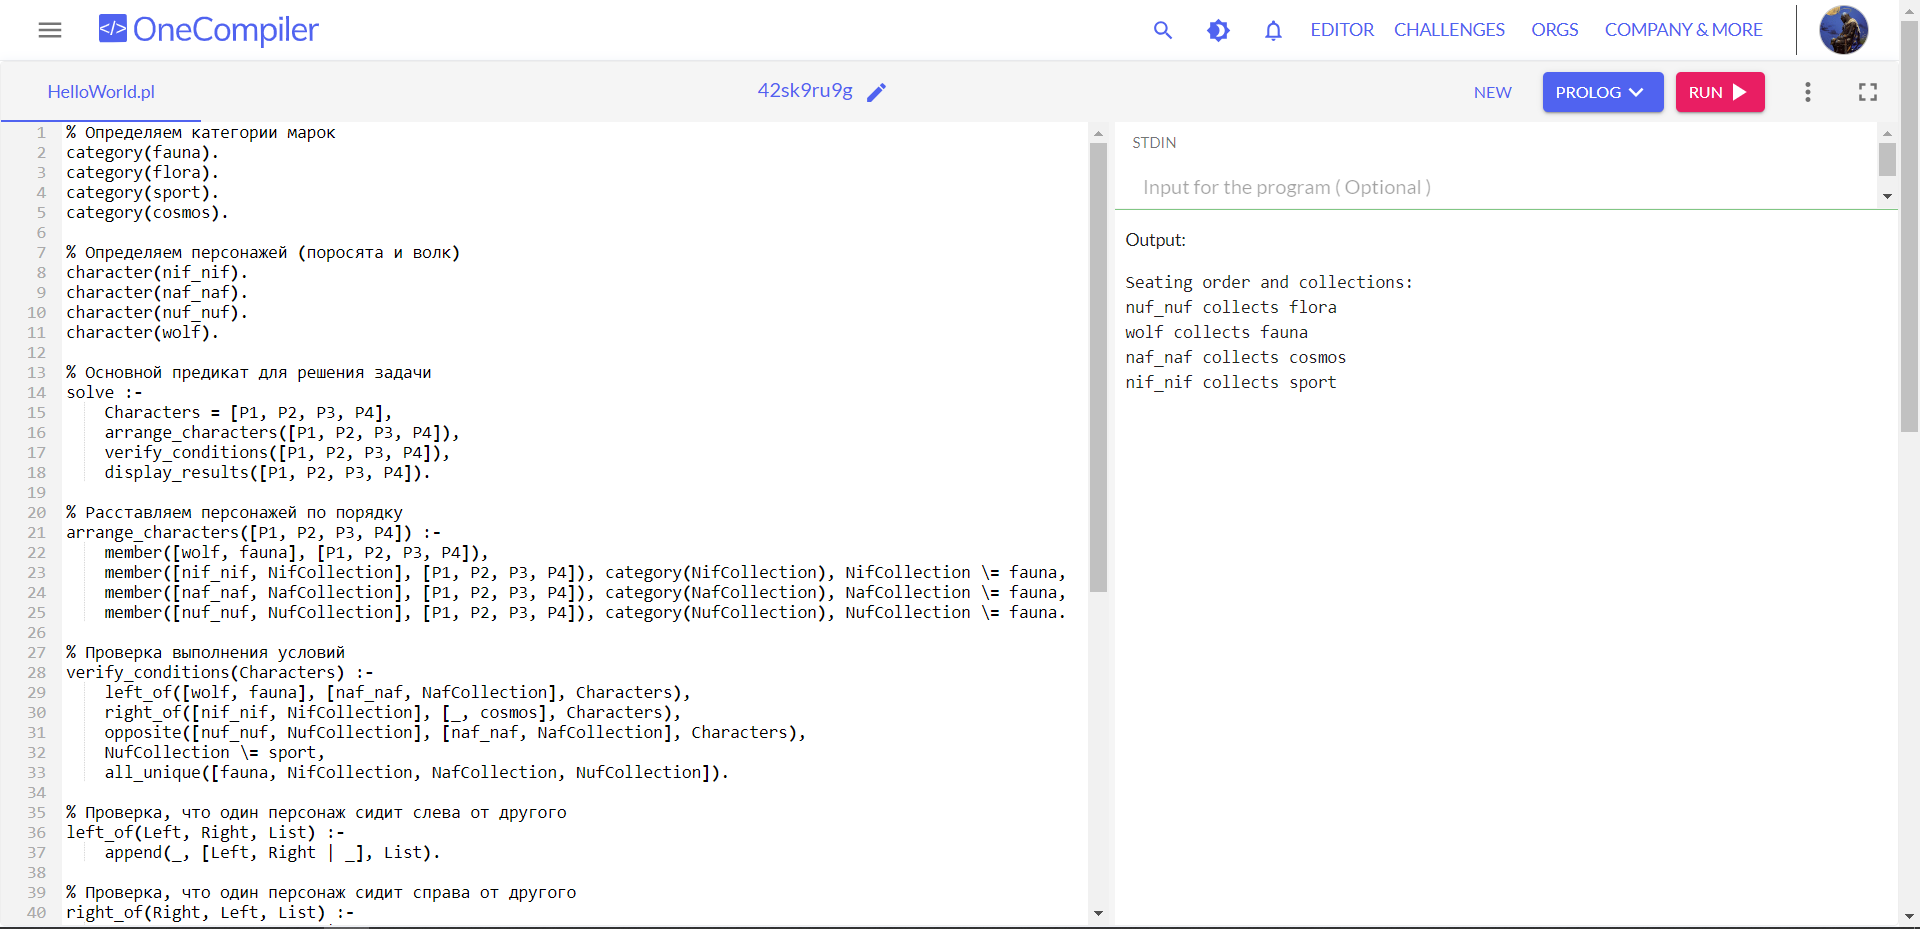 </> OneCompiler
EDITOR CHALLENGES ORGS COMPANY & MORE
HelloWorld.pl
42sk9ru9g
NEW PROLOG RUN
1 % Определяем категории марок
2 category(fauna).
3 category(flora).
4 category(sport).
5 category(cosmos).
6
7 % Определяем персонажей (поросята и волк)
8 character(nif_nif).
9 character(naf_naf).
10 character(nuf_nuf).
11 character(wolf).
12
13 % Основной предикат для решения задачи
14 solve :-
15 Characters = [P1, P2, P3, P4],
16 arrange_characters([P1, P2, P3, P4]),
17 verify_conditions([P1, P2, P3, P4]),
18 display_results([P1, P2, P3, P4]).
19
20 % Расставляем персонажей по порядку
21 arrange_characters([P1, P2, P3, P4]) :-
22 member([wolf, fauna], [P1, P2, P3, P4]),
23 member([nif_nif, NifCollection], [P1, P2, P3, P4]), category(NifCollection), NifCollection \= fauna,
24 member([naf_naf, NafCollection], [P1, P2, P3, P4]), category(NafCollection), NafCollection \= fauna,
25 member([nuf_nuf, NufCollection], [P1, P2, P3, P4]), category(NufCollection), NufCollection \= fauna.
26
27 % Проверка выполнения условий
28 verify_conditions(Characters) :-
29 left_of([wolf, fauna], [naf_naf, NafCollection], Characters),
30 right_of([nif_nif, NifCollection], [_, cosmos], Characters),
31 opposite([nuf_nuf, NufCollection], [naf_naf, NafCollection], Characters),
32 NufCollection \= sport,
33 all_unique([fauna, NifCollection, NafCollection, NufCollection]).
34
35 % Проверка, что один персонаж сидит слева от другого
36 left_of(Left, Right, List) :-
37 append(_, [Left, Right | _], List).
38
39 % Проверка, что один персонаж сидит справа от другого
40 right_of(Right, Left, List) :-
STDIN
Input for the program ( Optional )
Output:
Seating order and collections:
nuf_nuf collects flora
wolf collects fauna
naf_naf collects cosmos
nif_nif collects sport